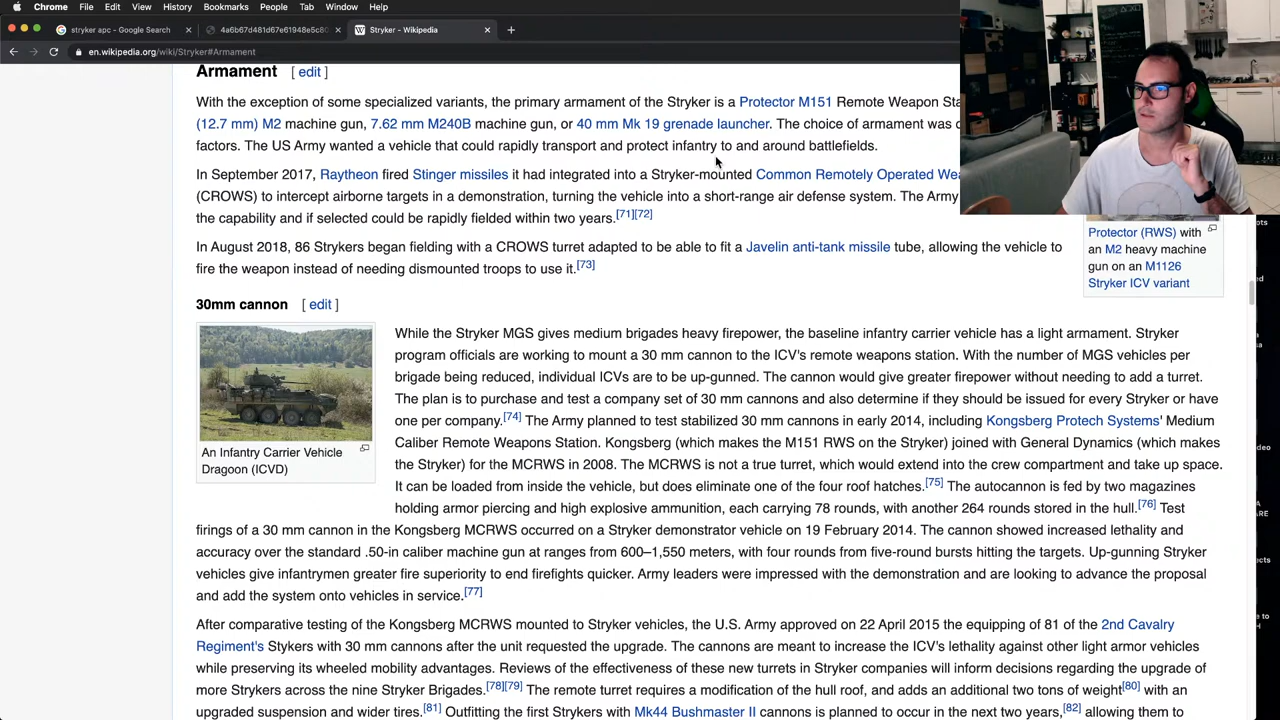 Chrome File Edit View History Bookmarks People Tab Window Help
stryker apc - Google Search
4a6b67d481d67e61948e5c80
Stryker - Wikipedia
en.wikipedia.org/wiki/Stryker#Armament
Armament [ edit ]
With the exception of some specialized variants, the primary armament of the Stryker is a Protector M151 Remote Weapon Sta
(12.7 mm) M2 machine gun, 7.62 mm M240B machine gun, or 40 mm Mk 19 grenade launcher. The choice of armament was
factors. The US Army wanted a vehicle that could rapidly transport and protect infantry to and around battlefields.
In September 2017, Raytheon fired Stinger missiles it had integrated into a Stryker-mounted Common Remotely Operated Wea
(CROWS) to intercept airborne targets in a demonstration, turning the vehicle into a short-range air defense system. The Army
the capability and if selected could be rapidly fielded within two years.[71][72]
In August 2018, 86 Strykers began fielding with a CROWS turret adapted to be able to fit a Javelin anti-tank missile tube, allowing the vehicle to
fire the weapon instead of needing dismounted troops to use it.[73]
Protector (RWS) with
an M2 heavy machine
gun on an M1126
Stryker ICV variant
30mm cannon [ edit ]
An Infantry Carrier Vehicle
Dragoon (ICVD)
While the Stryker MGS gives medium brigades heavy firepower, the baseline infantry carrier vehicle has a light armament. Stryker
program officials are working to mount a 30 mm cannon to the ICV's remote weapons station. With the number of MGS vehicles per
brigade being reduced, individual ICVs are to be up-gunned. The cannon would give greater firepower without needing to add a turret.
The plan is to purchase and test a company set of 30 mm cannons and also determine if they should be issued for every Stryker or have
one per company.[74] The Army planned to test stabilized 30 mm cannons in early 2014, including Kongsberg Protech Systems' Medium
Caliber Remote Weapons Station. Kongsberg (which makes the M151 RWS on the Stryker) joined with General Dynamics (which makes
the Stryker) for the MCRWS in 2008. The MCRWS is not a true turret, which would extend into the crew compartment and take up space.
It can be loaded from inside the vehicle, but does eliminate one of the four roof hatches.[75] The autocannon is fed by two magazines
holding armor piercing and high explosive ammunition, each carrying 78 rounds, with another 264 rounds stored in the hull.[76] Test
firings of a 30 mm cannon in the Kongsberg MCRWS occurred on a Stryker demonstrator vehicle on 19 February 2014. The cannon showed increased lethality and
accuracy over the standard .50-in caliber machine gun at ranges from 600–1,550 meters, with four rounds from five-round bursts hitting the targets. Up-gunning Stryker
vehicles give infantrymen greater fire superiority to end firefights quicker. Army leaders were impressed with the demonstration and are looking to advance the proposal
and add the system onto vehicles in service.[77]
After comparative testing of the Kongsberg MCRWS mounted to Stryker vehicles, the U.S. Army approved on 22 April 2015 the equipping of 81 of the 2nd Cavalry
Regiment's Stykers with 30 mm cannons after the unit requested the upgrade. The cannons are meant to increase the ICV's lethality against other light armor vehicles
while preserving its wheeled mobility advantages. Reviews of the effectiveness of these new turrets in Stryker companies will inform decisions regarding the upgrade of
more Strykers across the nine Stryker Brigades.[78][79] The remote turret requires a modification of the hull roof, and adds an additional two tons of weight[80] with an
upgraded suspension and wider tires.[81] Outfitting the first Strykers with Mk44 Bushmaster II cannons is planned to occur in the next two years,[82] allowing them to